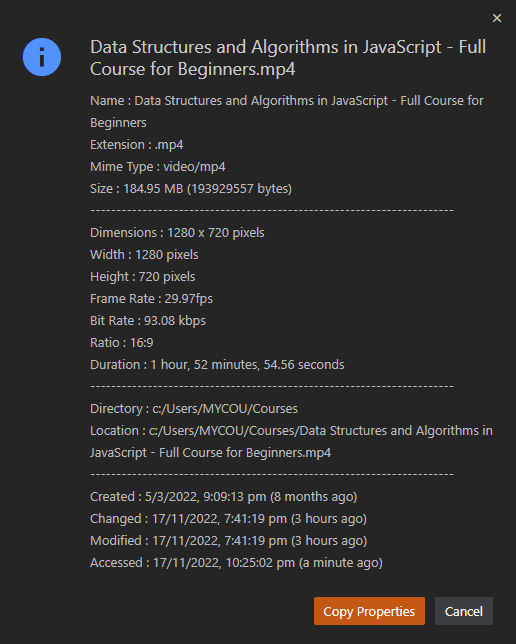 Data Structures and Algorithms in JavaScript - Full
Course for Beginners.mp4
Name : Data Structures and Algorithms in JavaScript - Full Course for
Beginners
Extension : .mp4
Mime Type : video/mp4
Size : 184.95 MB (193929557 bytes)
----------------------------------------------------------------------
Dimensions : 1280 x 720 pixels
Width : 1280 pixels
Height : 720 pixels
Frame Rate : 29.97fps
Bit Rate : 93.08 kbps
Ratio : 16:9
Duration : 1 hour, 52 minutes, 54.56 seconds
----------------------------------------------------------------------
Directory : c:/Users/MYCOU/Courses
Location : c:/Users/MYCOU/Courses/Data Structures and Algorithms in
JavaScript - Full Course for Beginners.mp4
----------------------------------------------------------------------
Created : 5/3/2022, 9:09:13 pm (8 months ago)
Changed : 17/11/2022, 7:41:19 pm (3 hours ago)
Modified : 17/11/2022, 7:41:19 pm (3 hours ago)
Accessed : 17/11/2022, 10:25:02 pm (a minute ago)
Copy Properties
Cancel